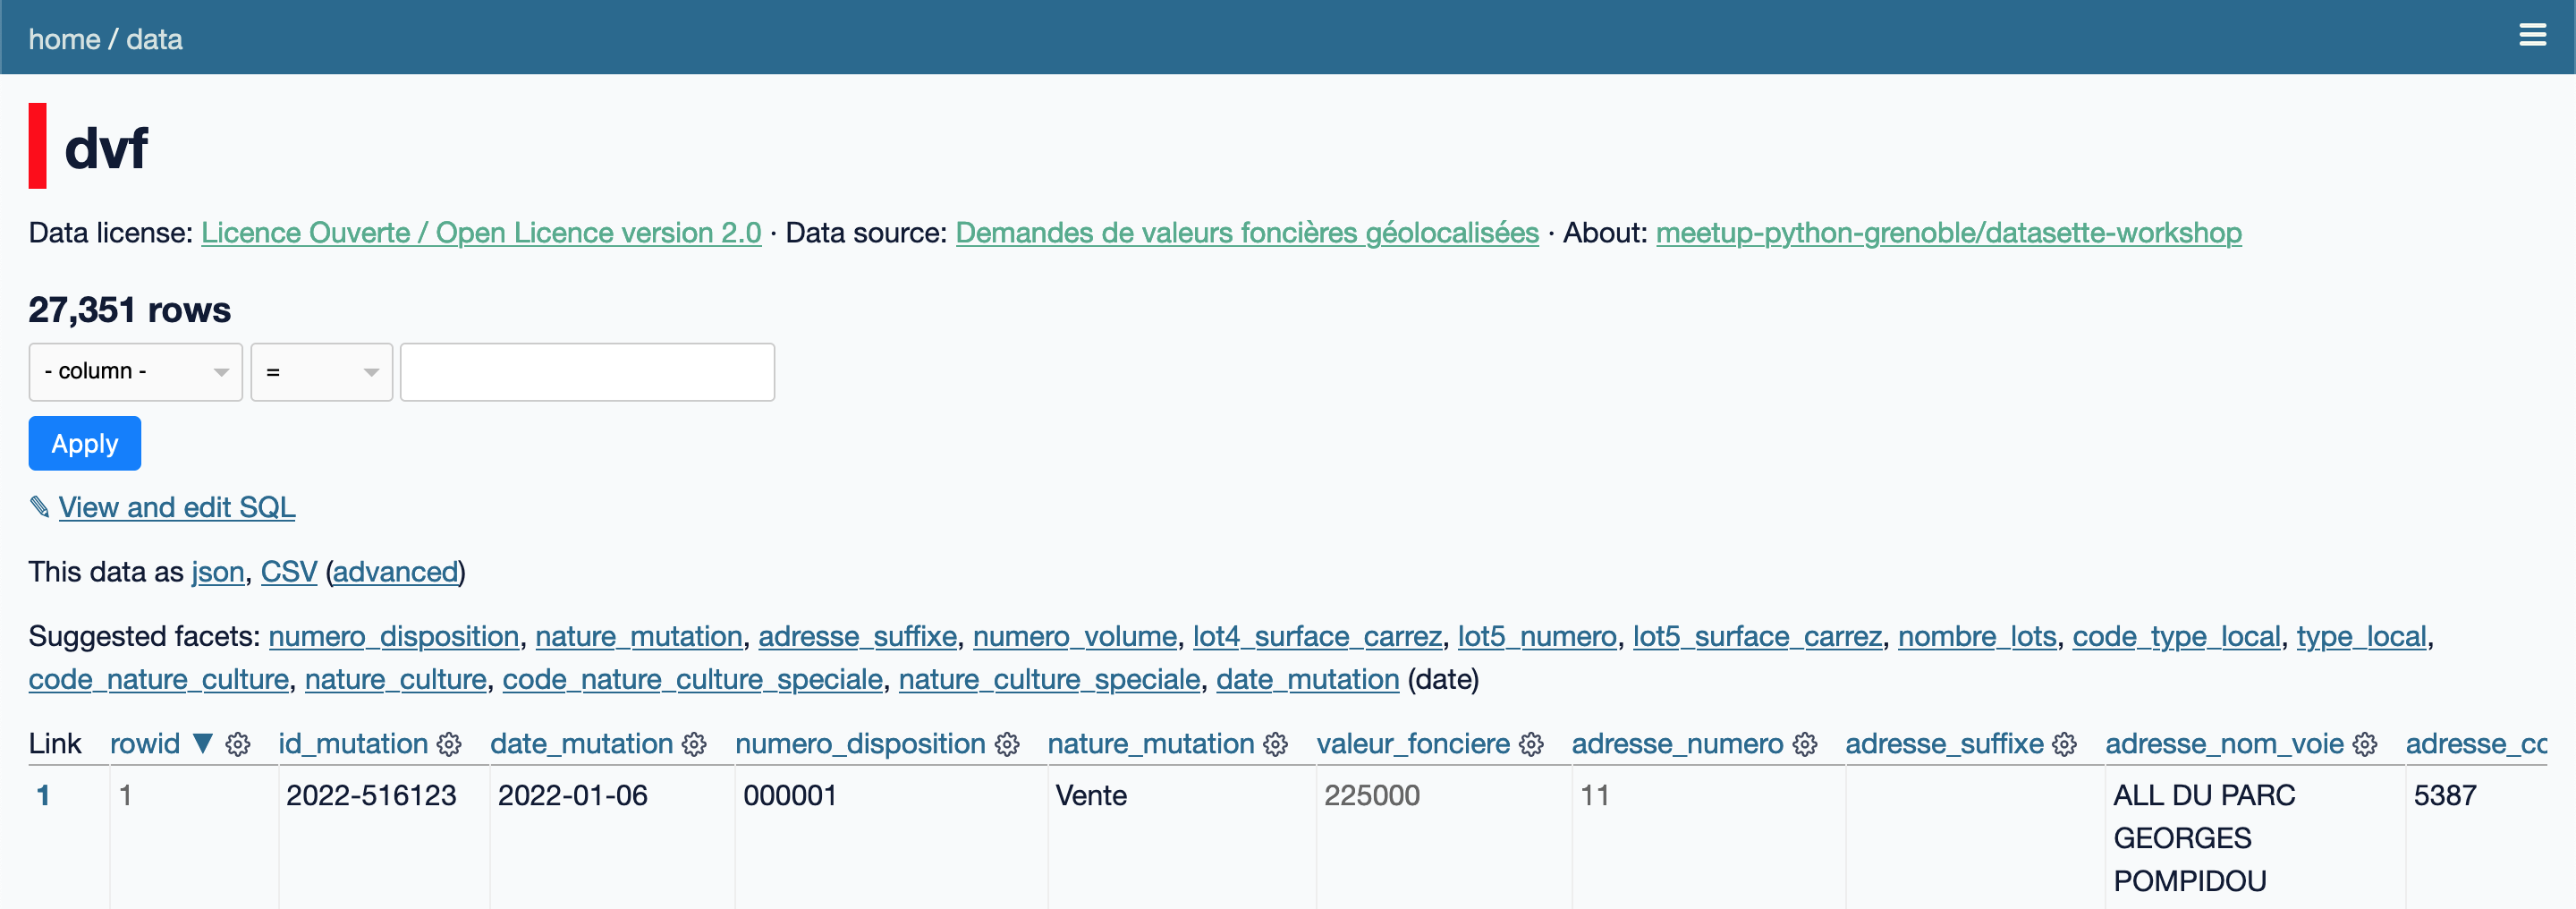 home / data
dvf
Data license: Licence Ouverte / Open Licence version 2.0 · Data source: Demandes de valeurs foncières géolocalisées · About: meetup-python-grenoble/datasette-workshop
27,351 rows
- column - =
Apply
✎ View and edit SQL
This data as json, CSV (advanced)
Suggested facets: numero_disposition, nature_mutation, adresse_suffixe, numero_volume, lot4_surface_carrez, lot5_numero, lot5_surface_carrez, nombre_lots, code_type_local, type_local,
code_nature_culture, nature_culture, code_nature_culture_speciale, nature_culture_speciale, date_mutation (date)
Link rowid ▼ id_mutation date_mutation numero_disposition nature_mutation valeur_fonciere adresse_numero adresse_suffixe adresse_nom_voie adresse_co
1 1 2022-516123 2022-01-06 000001 Vente 225000 11 ALL DU PARC 5387
GEORGES
POMPIDOU